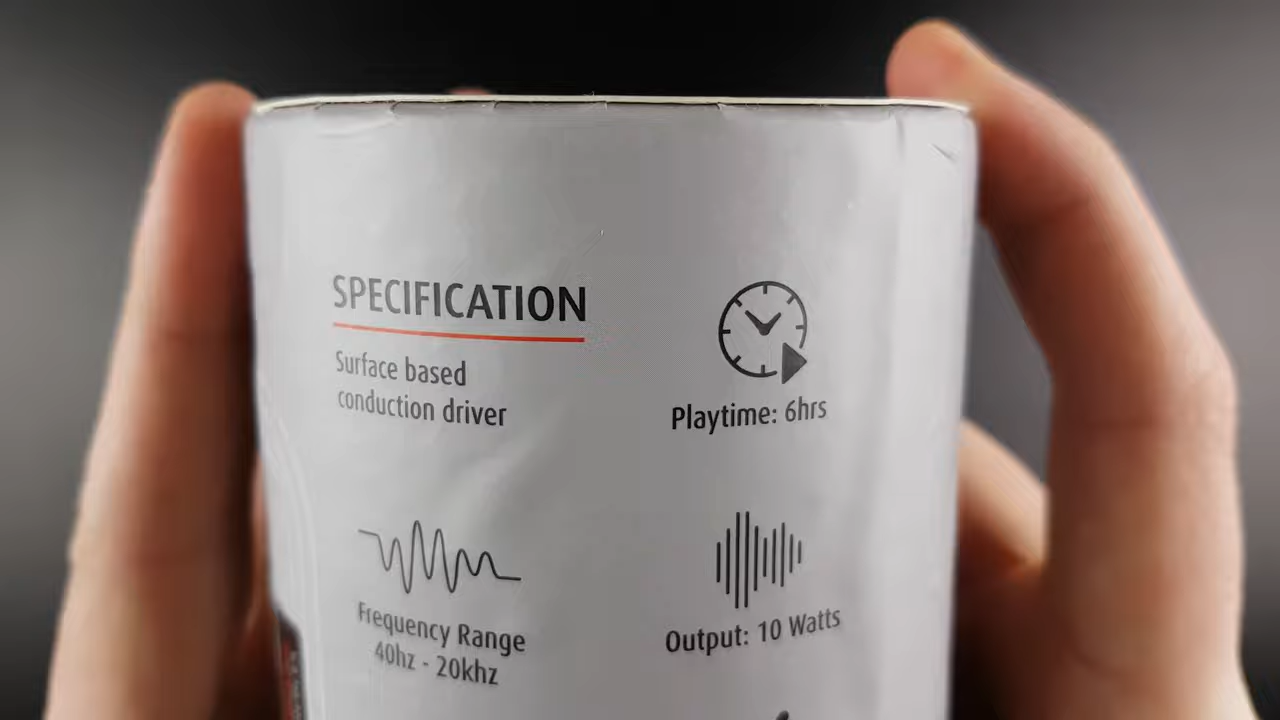 SPECIFICATION
Surface based
conduction driver
Playtime: 6hrs
Frequency Range
40hz - 20khz
Output: 10 Watts